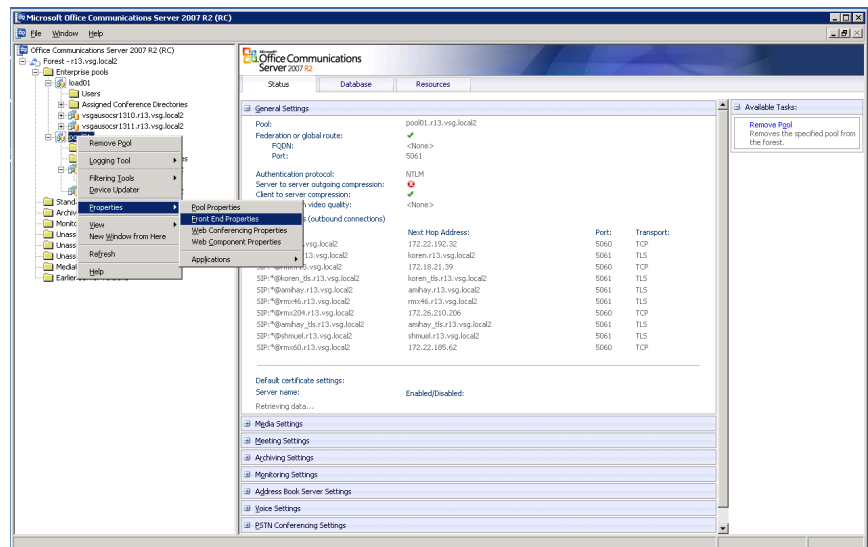 Microsoft Office Communications Server 2007 R2 (RC)
File Window Help
Office Communications Server 2007 R2 (RC)
Forest - r13.vsg.local2
Enterprise pools
load01
Users
Assigned Conference Directories
vsgausocsr1310.r13.vsg.local2
vsgausocsr1311.r13.vsg.local2
Stand
Archiv
Monito
Unass
Unass
Unass
Media
Earlier
Remove Pool
Logging Tool
Filtering Tools
Device Updater
Properties
View
New Window from Here
Refresh
Help
Pool Properties
Front End Properties
Web Conferencing Properties
Web Component Properties
Applications
Microsoft
Office Communications
Server 2007 R2
Status Database Resources
General Settings
Pool: pool01.r13.vsg.local2
Federation or global route:
FQDN: <None>
Port: 5061
Authentication protocol: NTLM
Server to server outgoing compression:
Client to server compression:
video quality: <None>
(outbound connections)
Next Hop Address: Port: Transport:
.vsg.local2 172.22.192.32 5060 TCP
13.vsg.local2 koren.r13.vsg.local2 5061 TLS
172.18.21.39 5060 TCP
SIP:*@koren_tls.r13.vsg.local2 koren_tls.r13.vsg.local2 5061 TLS
SIP:*@amihay.r13.vsg.local2 amihay.r13.vsg.local2 5061 TLS
SIP:*@rmx46.r13.vsg.local2 rmx46.r13.vsg.local2 5061 TLS
SIP:*@rmx204.r13.vsg.local2 172.26.210.206 5060 TCP
SIP:*@amihay_tls.r13.vsg.local2 amihay_tls.r13.vsg.local2 5061 TLS
SIP:*@shmuel.r13.vsg.local2 shmuel.r13.vsg.local2 5061 TLS
SIP:*@rmx60.r13.vsg.local2 172.22.185.62 5060 TCP
Default certificate settings:
Server name: Enabled/Disabled:
Retrieving data...
Media Settings
Meeting Settings
Archiving Settings
Monitoring Settings
Address Book Server Settings
Voice Settings
PSTN Conferencing Settings
Available Tasks:
Remove Pool
Removes the specified pool from
the forest.